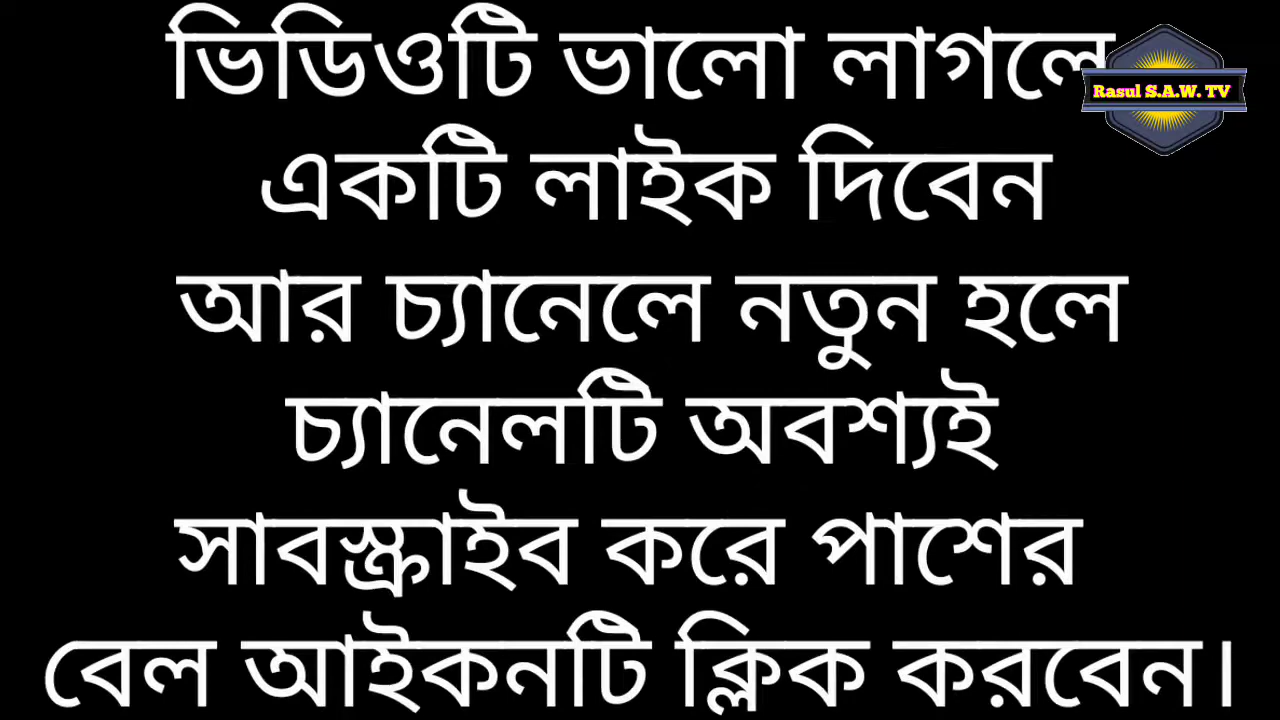 ভিডিওটি ভালো লাগলে
Rasul S.A.W. TV
একটি লাইক দিবেন
আর চ্যানেলে নতুন হলে
চ্যানেলটি অবশ্যই
সাবস্ক্রাইব করে পাশের
বেল আইকনটি ক্লিক করবেন।